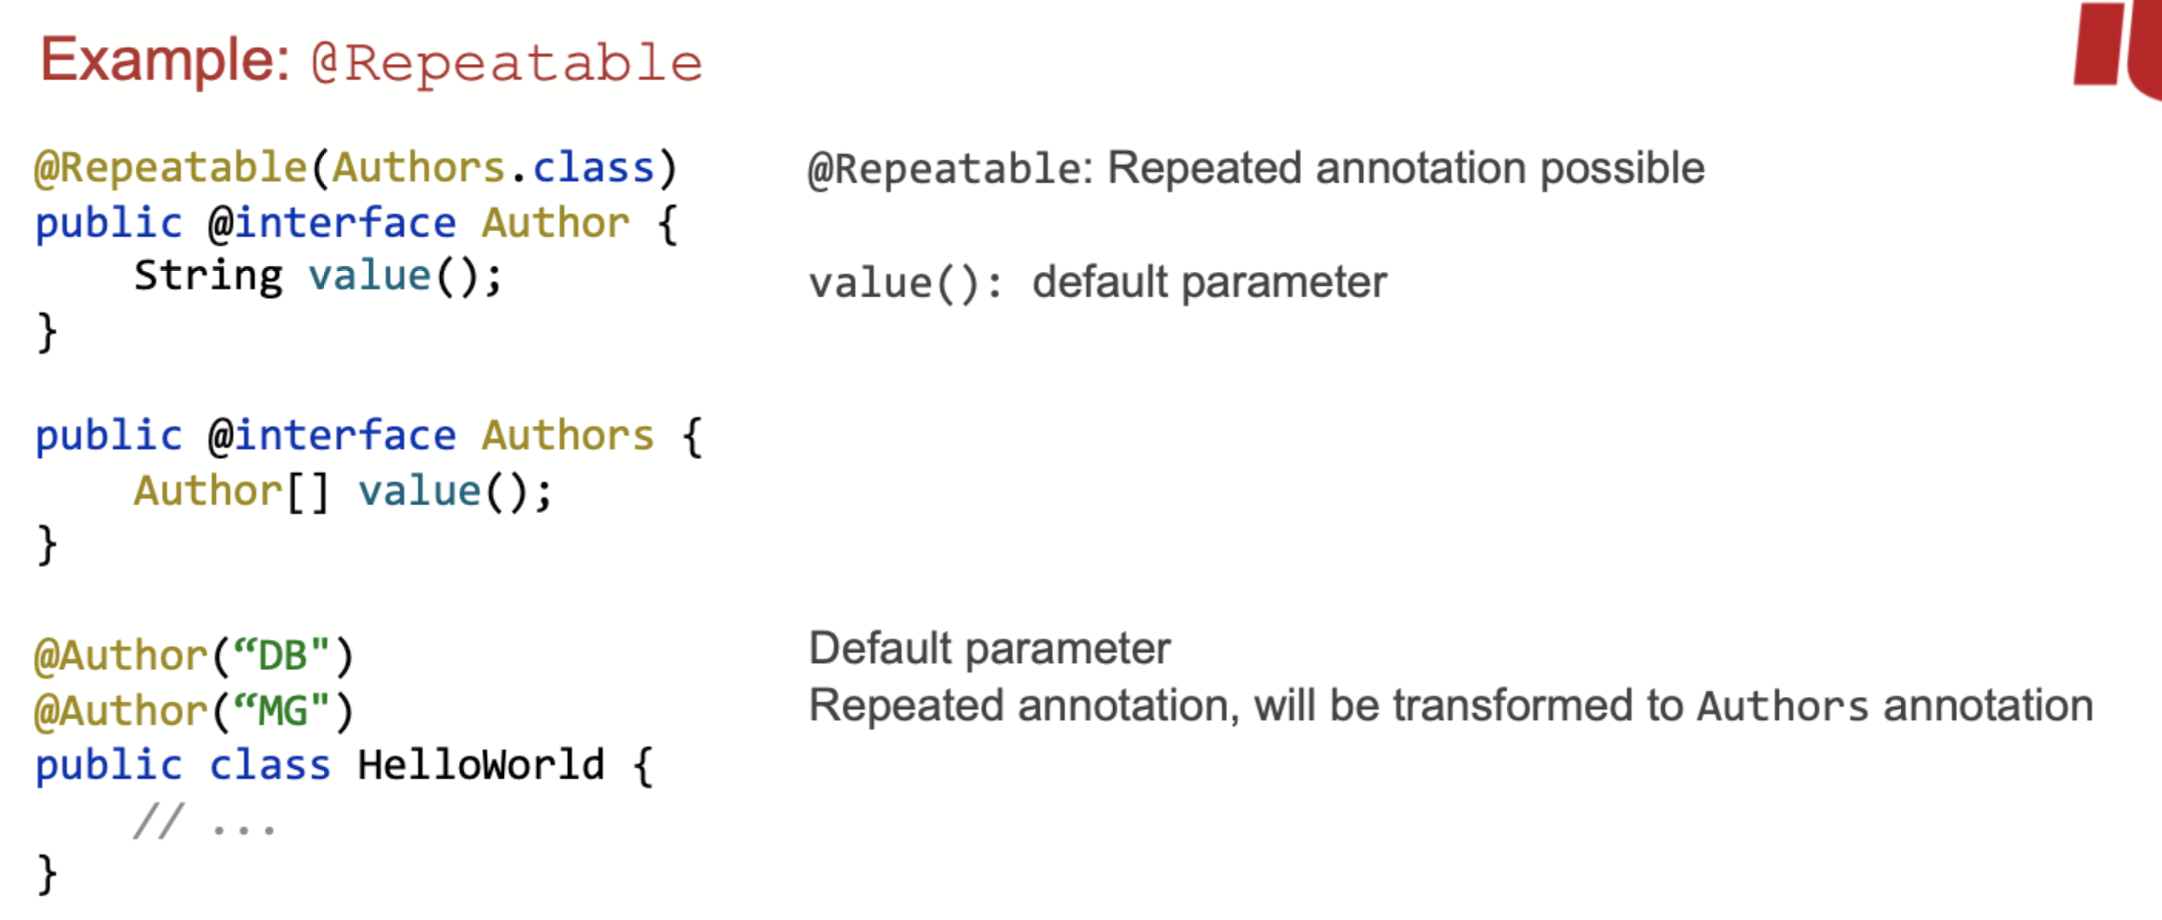 Example: @Repeatable
@Repeatable(Authors.class)
public @interface Author {
    String value();
}
@Repeatable: Repeated annotation possible
value(): default parameter
public @interface Authors {
    Author[] value();
}
@Author(“DB")
@Author(“MG")
public class HelloWorld {
    // ...
}
Default parameter
Repeated annotation, will be transformed to Authors annotation